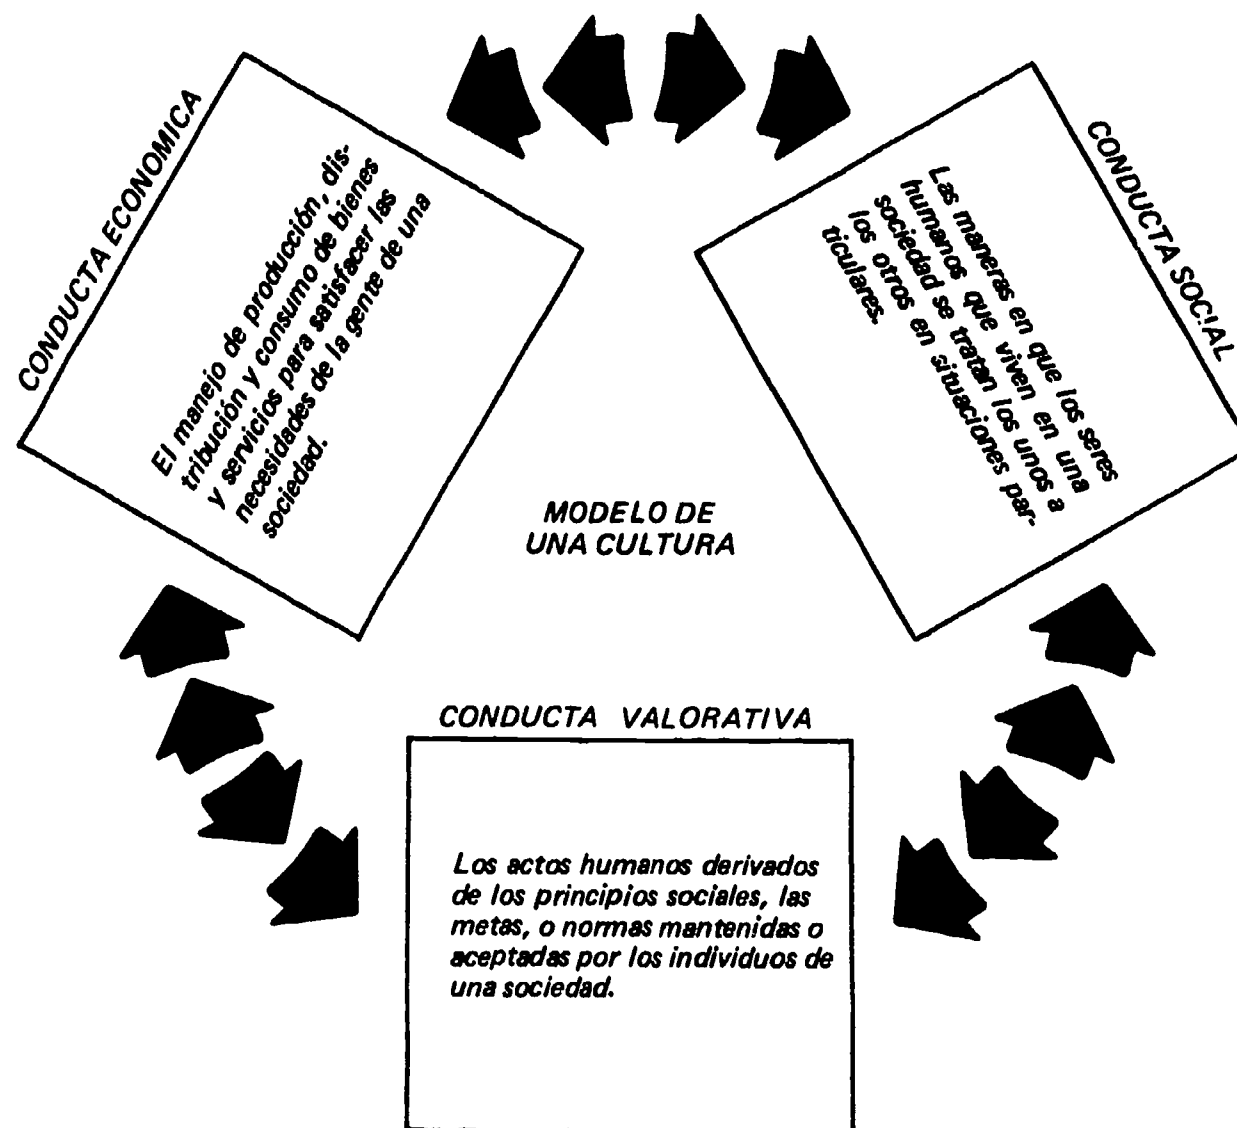 CONDUCTA ECONOMICA
El manejo de producción, dis-
tribución y consumo de bienes
y servicios para satisfacer las
necesidades de la gente de una
sociedad.
CONDUCTA SOCIAL
Las maneras en que los seres
humanos que viven en una
sociedad se tratan los unos a
los otros en situaciones par-
ticulares.
MODELO DE
UNA CULTURA
CONDUCTA VALORATIVA
Los actos humanos derivados
de los principios sociales, las
metas, o normas mantenidas o
aceptadas por los individuos de
una sociedad.